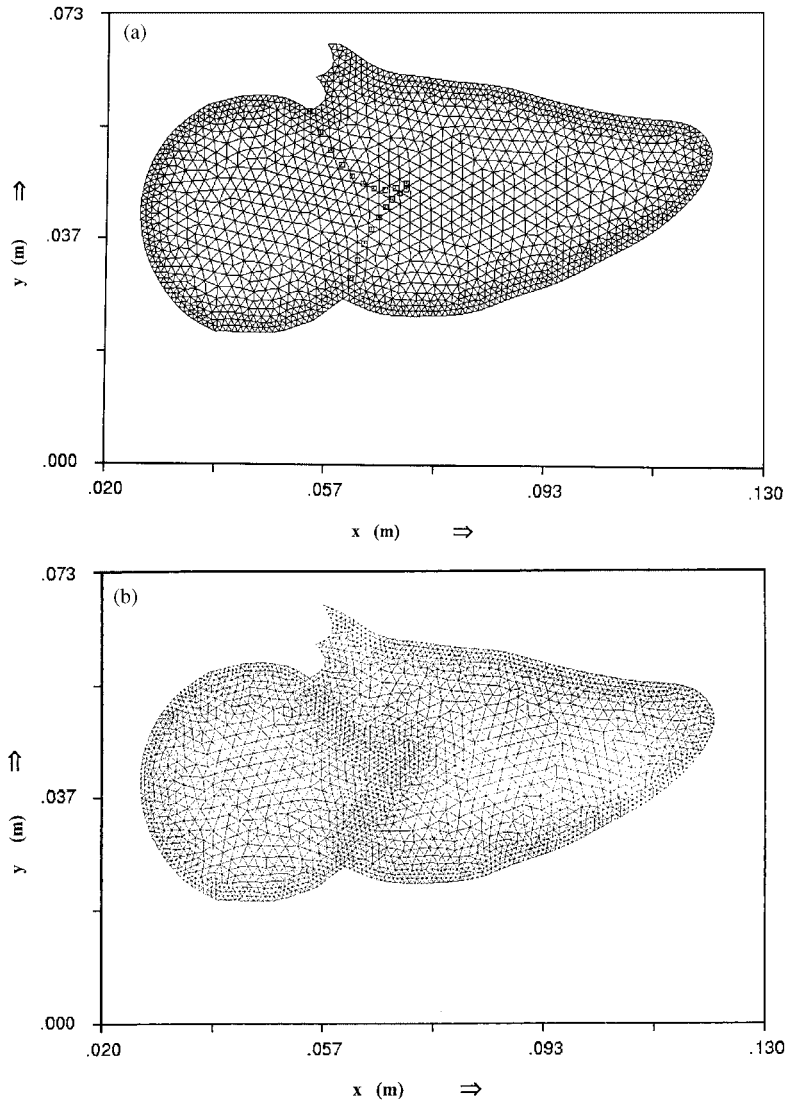 .073
(a)
.037
y (m) ⇒
.000
.020 .057 .093 .130
x (m) ⇒
.073
(b)
.037
y (m) ⇒
.000
.020 .057 .093 .130
x (m) ⇒